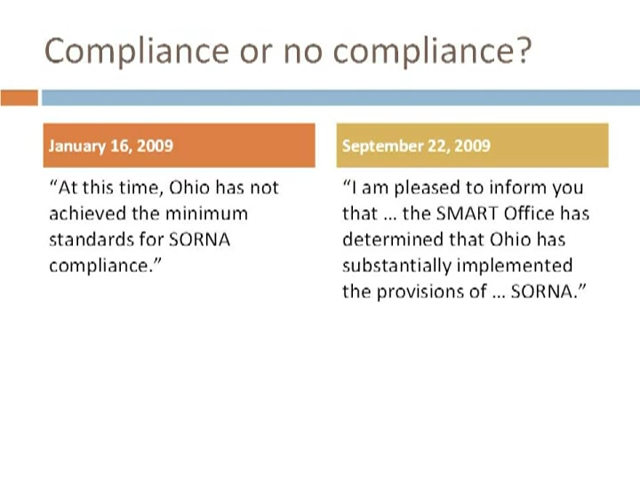 Compliance or no compliance?
January 16, 2009
“At this time, Ohio has not
achieved the minimum
standards for SORNA
compliance.”
September 22, 2009
“I am pleased to inform you
that ... the SMART Office has
determined that Ohio has
substantially implemented
the provisions of ... SORNA.”